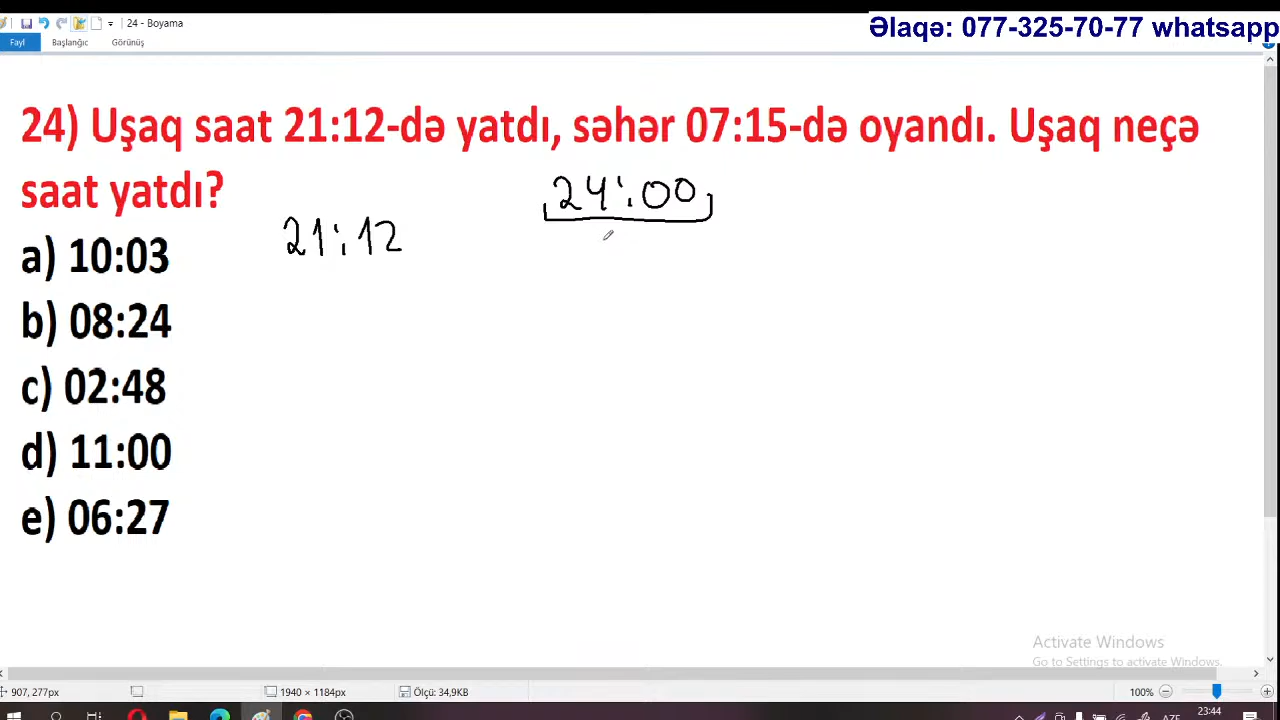 24 - Boyama
Əlaqə: 077-325-70-77 whatsapp
Fayl Başlanğıc Görünüş
24) Uşaq saat 21:12-də yatdı, səhər 07:15-də oyandı. Uşaq neçə
saat yatdı?
24:00
21:12
a) 10:03
b) 08:24
c) 02:48
d) 11:00
e) 06:27
Activate Windows
Go to Settings to activate Windows.
907, 277px
1940 × 1184px
Ölçü: 34,9KB
100%
AZE
23:44